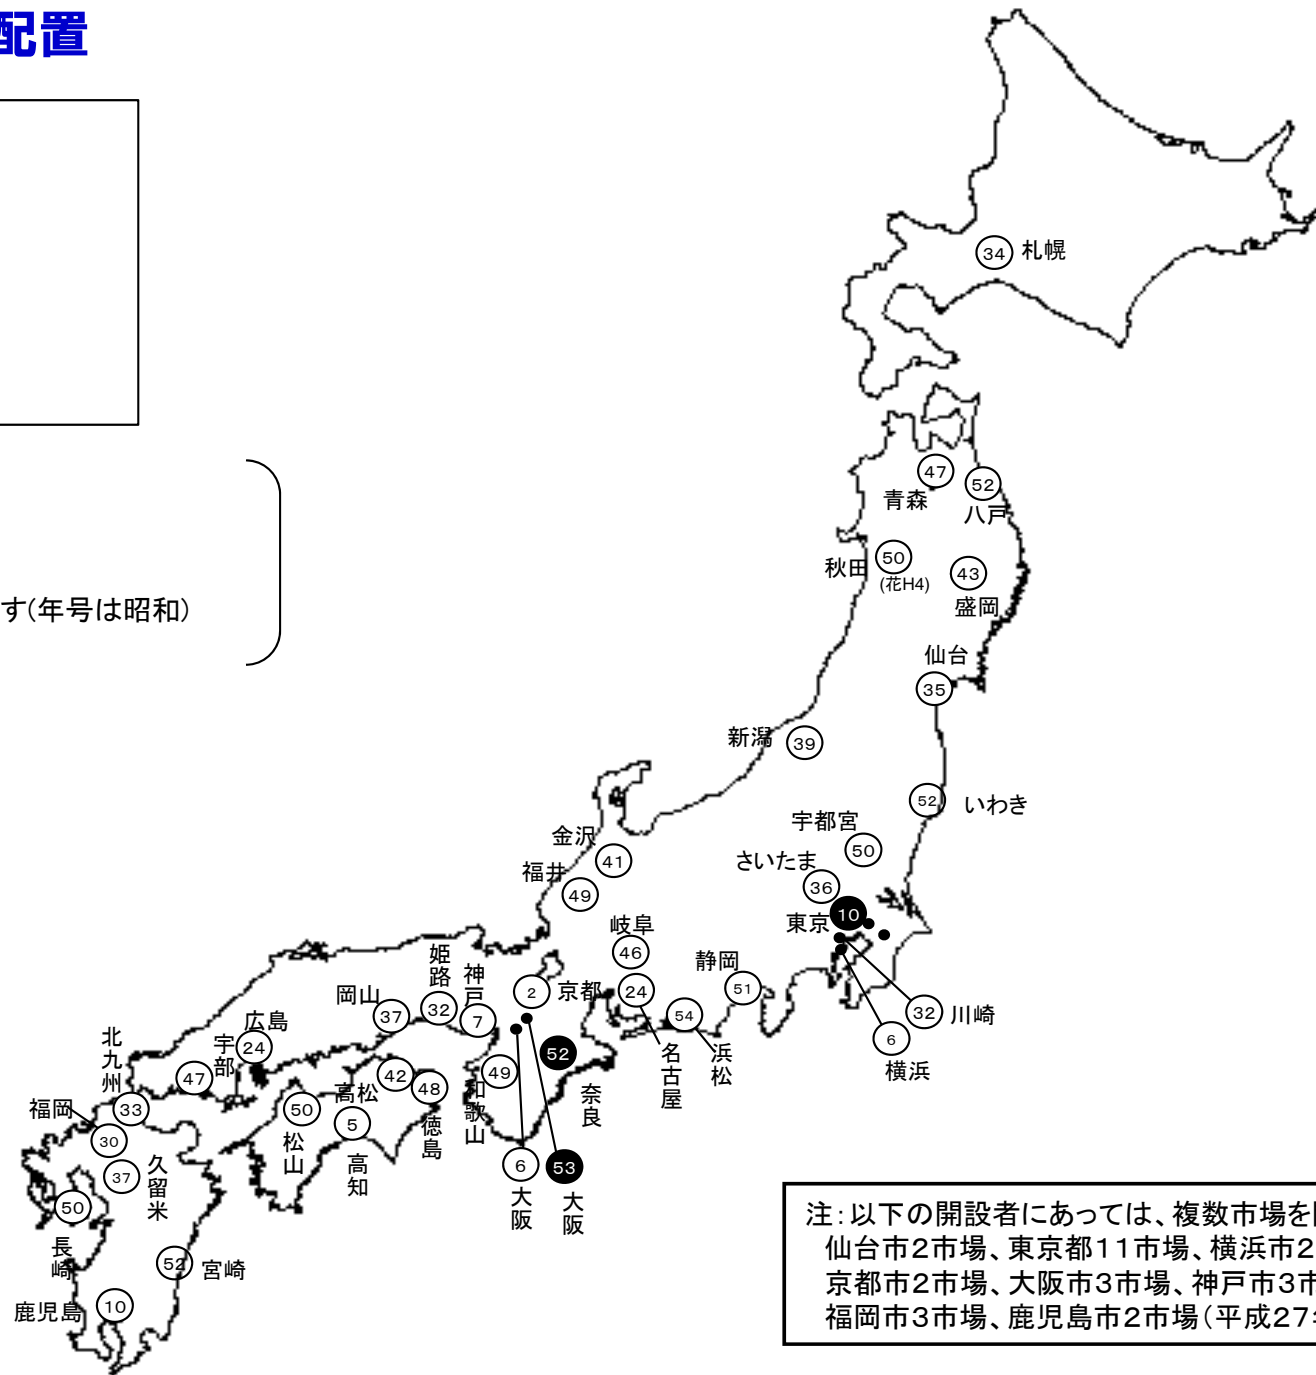 配置
す(年号は昭和)
34 札幌
47
青森
52
八戸
秋田 50
(花H4)
43
盛岡
仙台
35
新潟 39
52 いわき
宇都宮
50
さいたま
36
東京 10
金沢
41
福井
49
岐阜
46
静岡
51
姫路
32
神戸
7
2 京都
24
名古屋
54
浜松
32 川崎
6
横浜
岡山
37
広島
24
宇部
47
北九州
33
福岡
30
37
久留米
50
長崎
52 宮崎
鹿児島 10
50
松山
高松
42
48
徳島
5
高知
49
和歌山
52
奈良
6
大阪
53
大阪
注:以下の開設者にあっては、複数市場を
仙台市2市場、東京都11市場、横浜市2
京都市2市場、大阪市3市場、神戸市3
福岡市3市場、鹿児島市2市場(平成27